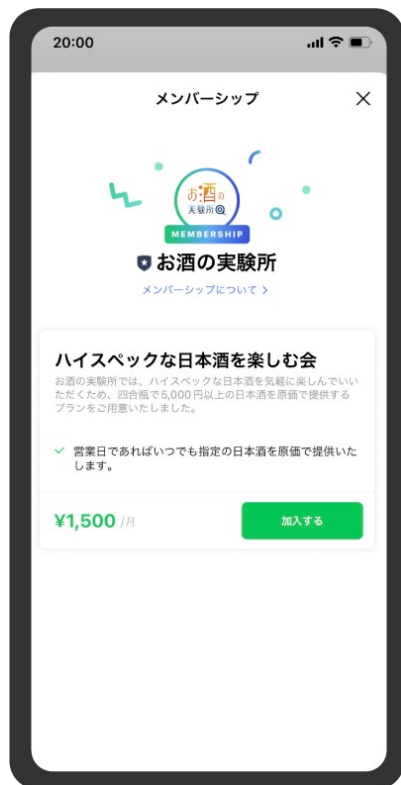 20:00
メンバーシップ
お酒の
実験所
MEMBERSHIP
お酒の実験所
メンバーシップについて
ハイスペックな日本酒を楽しむ会
お酒の実験所では、ハイスペックな日本酒を気軽に楽しんでいい
ただくため、四合瓶で5,000円以上の日本酒を原価で提供する
プランをご用意いたしました。
営業日であればいつでも指定の日本酒を原価で提供いた
します。
¥1,500 /月
加入する